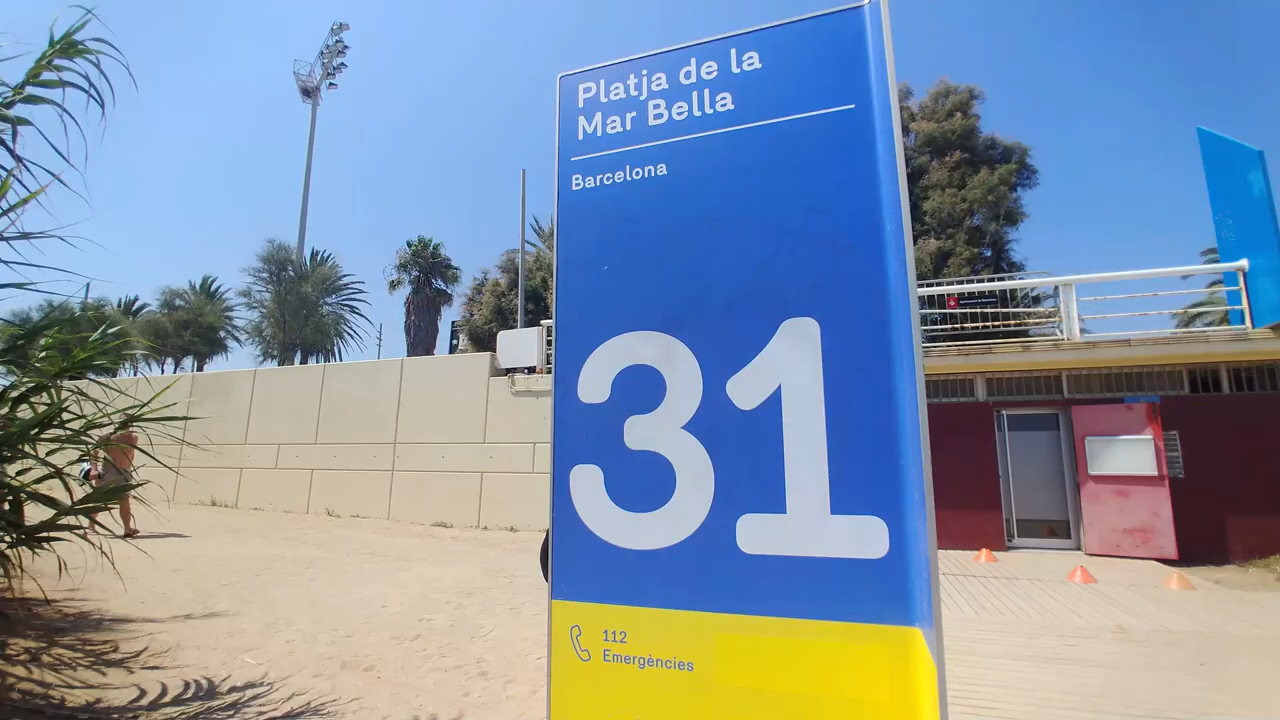 Platja de la
Mar Bella
Barcelona
31
112
Emergències